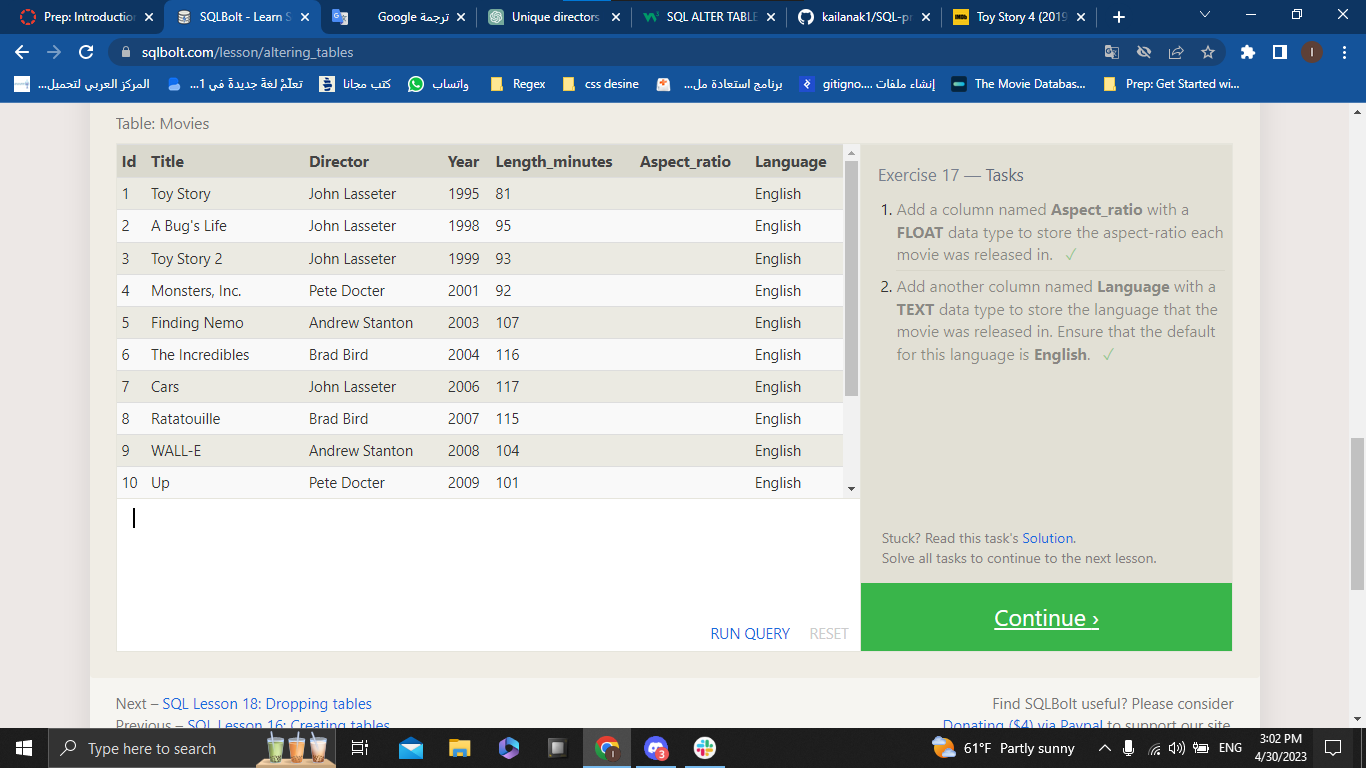 Prep: Introduction
SQLBolt - Learn S
ترجمة Google
Unique directors
SQL ALTER TABLE
kailanak1/SQL-pr
Toy Story 4 (2019
sqlbolt.com/lesson/altering_tables
I
المركز العربي لتحميل...
تعلّمْ لغةً جديدةً في 1...
كتب مجانا
واتساب
Regex
css desine
برنامج استعادة مل...
إنشاء ملفات gitigno....
The Movie Databas...
Prep: Get Started wi...
Table: Movies
Id Title Director Year Length_minutes Aspect_ratio Language
1 Toy Story John Lasseter 1995 81 English
2 A Bug's Life John Lasseter 1998 95 English
3 Toy Story 2 John Lasseter 1999 93 English
4 Monsters, Inc. Pete Docter 2001 92 English
5 Finding Nemo Andrew Stanton 2003 107 English
6 The Incredibles Brad Bird 2004 116 English
7 Cars John Lasseter 2006 117 English
8 Ratatouille Brad Bird 2007 115 English
9 WALL-E Andrew Stanton 2008 104 English
10 Up Pete Docter 2009 101 English
RUN QUERY RESET
Exercise 17 — Tasks
1. Add a column named Aspect_ratio with a
FLOAT data type to store the aspect-ratio each
movie was released in. ✓
2. Add another column named Language with a
TEXT data type to store the language that the
movie was released in. Ensure that the default
for this language is English. ✓
Stuck? Read this task's Solution.
Solve all tasks to continue to the next lesson.
Continue ›
Next – SQL Lesson 18: Dropping tables
Previous – SQL Lesson 16: Creating tables
Find SQLBolt useful? Please consider
Donating ($4) via Paypal to support our site.
Type here to search
3
61°F Partly sunny
ENG
3:02 PM
4/30/2023